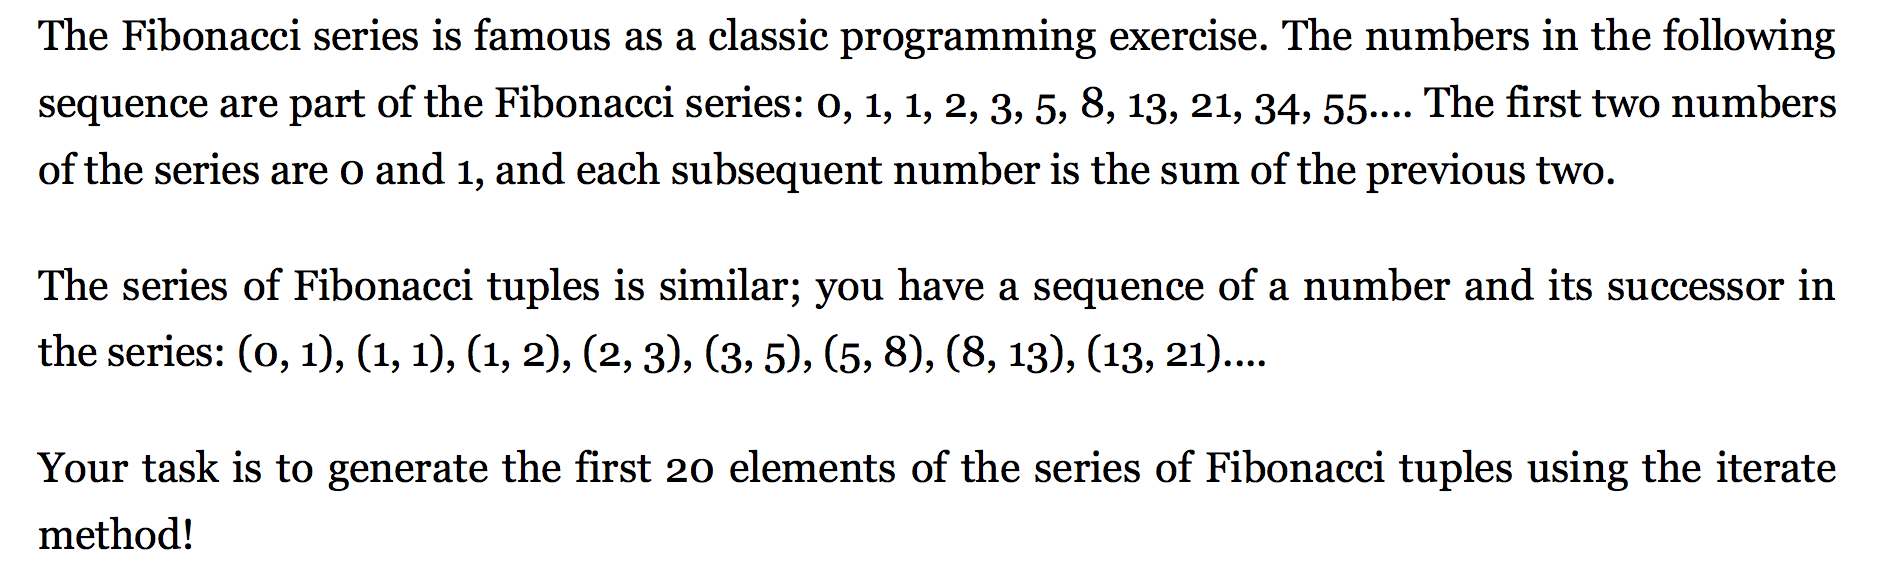 The Fibonacci series is famous as a classic programming exercise. The numbers in the following
sequence are part of the Fibonacci series: 0, 1, 1, 2, 3, 5, 8, 13, 21, 34, 55.... The first two numbers
of the series are 0 and 1, and each subsequent number is the sum of the previous two.
The series of Fibonacci tuples is similar; you have a sequence of a number and its successor in
the series: (0, 1), (1, 1), (1, 2), (2, 3), (3, 5), (5, 8), (8, 13), (13, 21)....
Your task is to generate the first 20 elements of the series of Fibonacci tuples using the iterate
method!